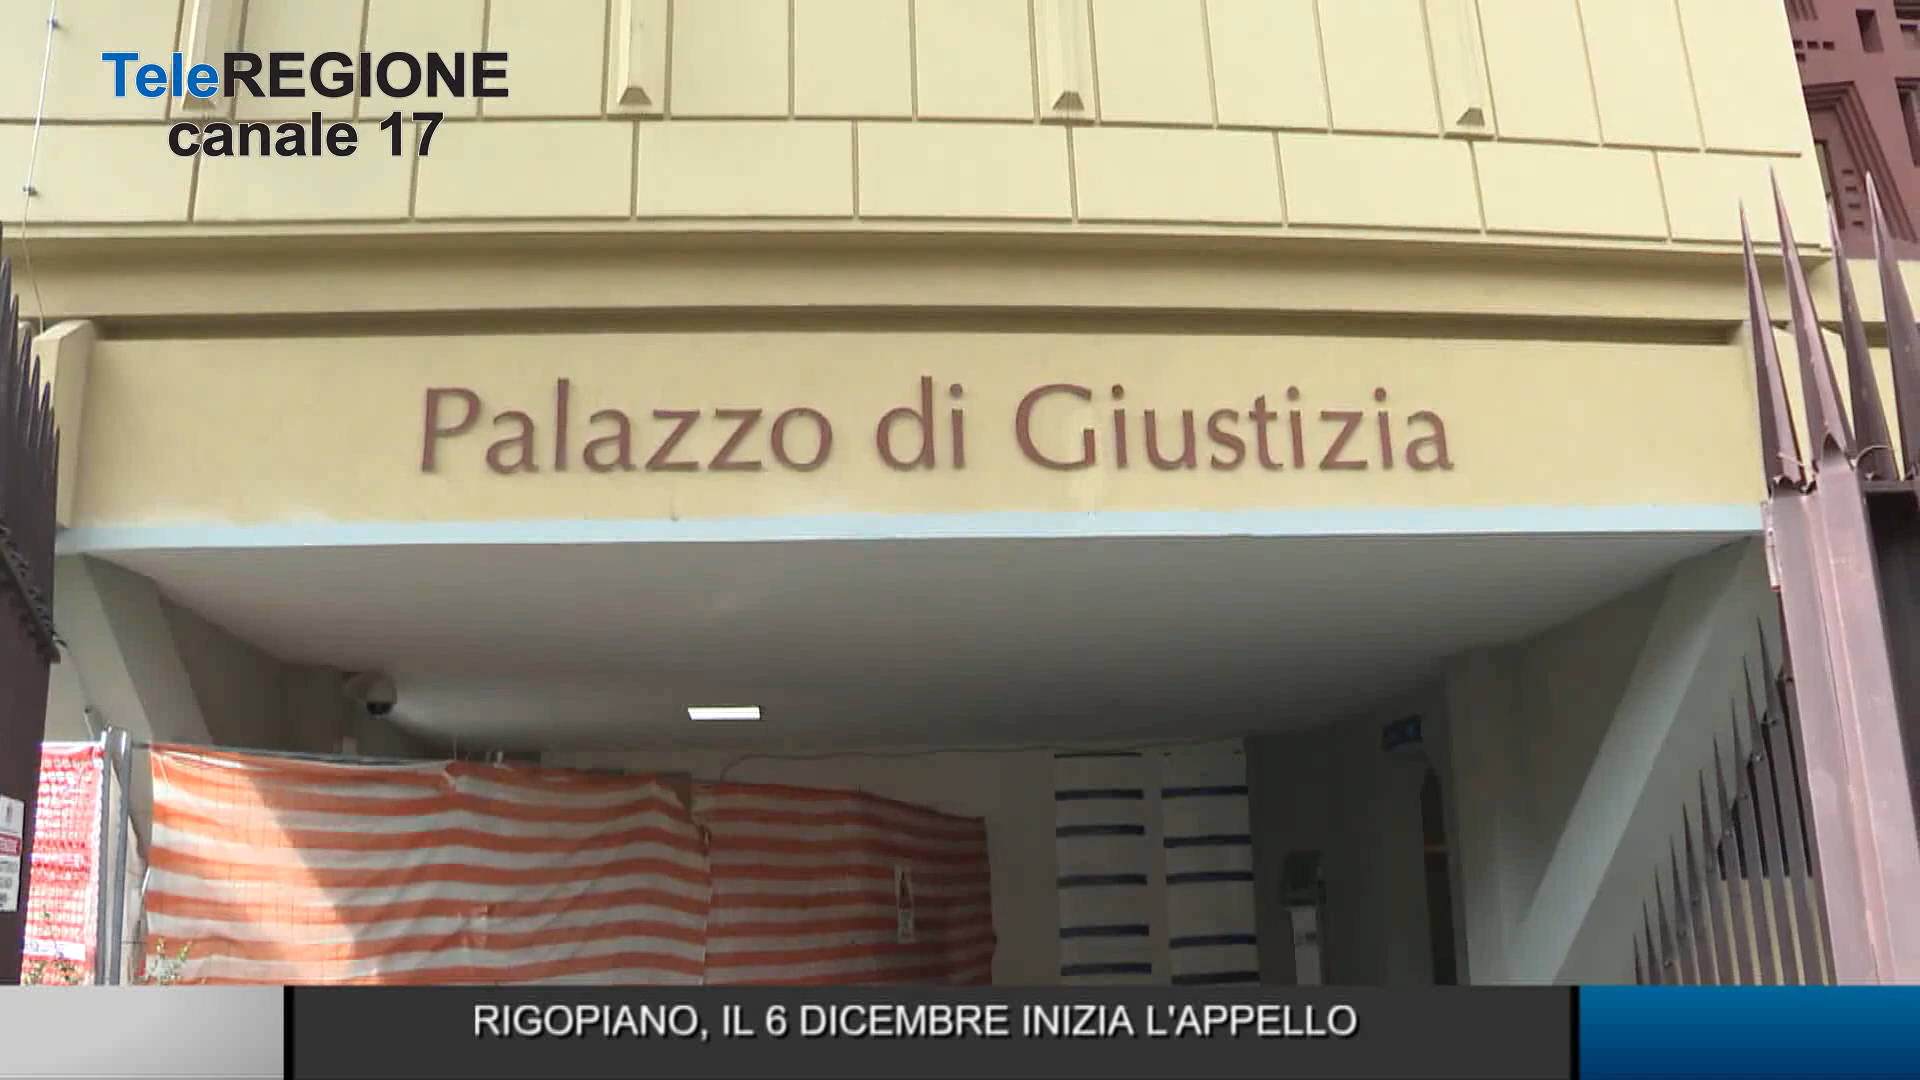 TeleREGIONE
canale 17
Palazzo di Giustizia
RIGOPIANO, IL 6 DICEMBRE INIZIA L'APPELLO